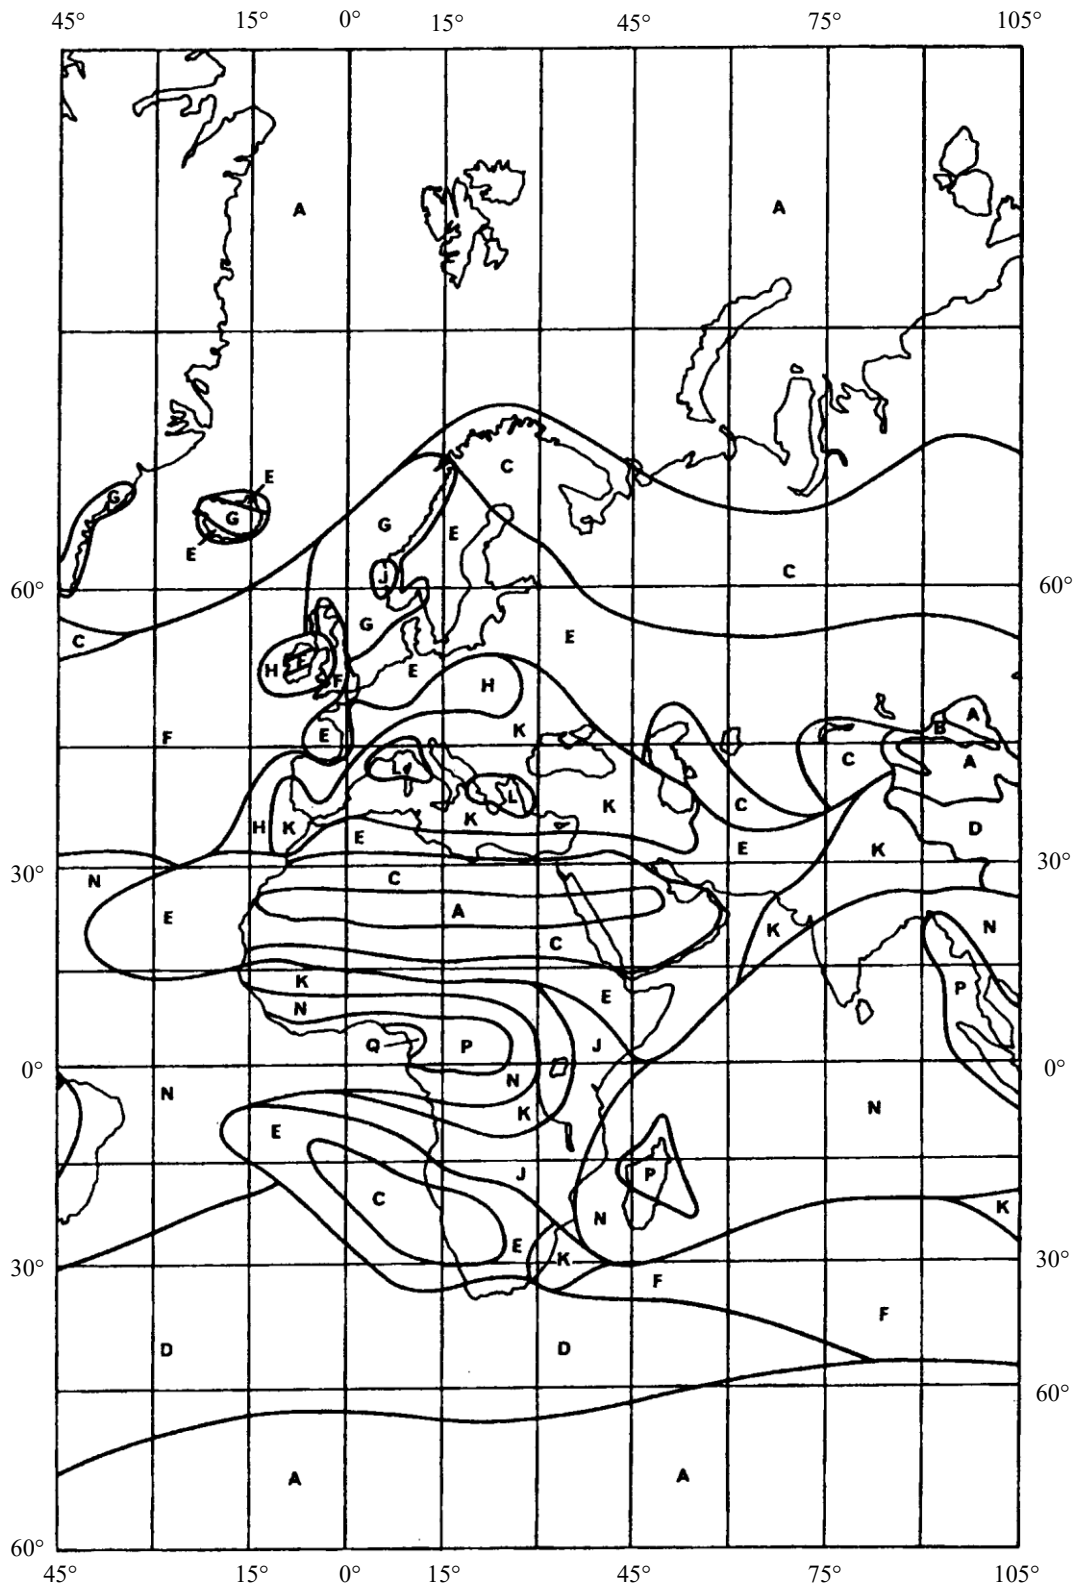 45° 15° 0° 15° 45° 75° 105°
A A
C
E
G G E
G E
E J
60° C 60°
C G E
H E E
F H
F E K A
B
C A
L
L C
K K
H K E E K D
30° 30°
N C
E A K N
C
K E P
N
Q P J
0° N 0°
N K N
E
J P
C K
N
E K
30° 30°
F
F
D D
60°
A A
60°
45° 15° 0° 15° 45° 75° 105°